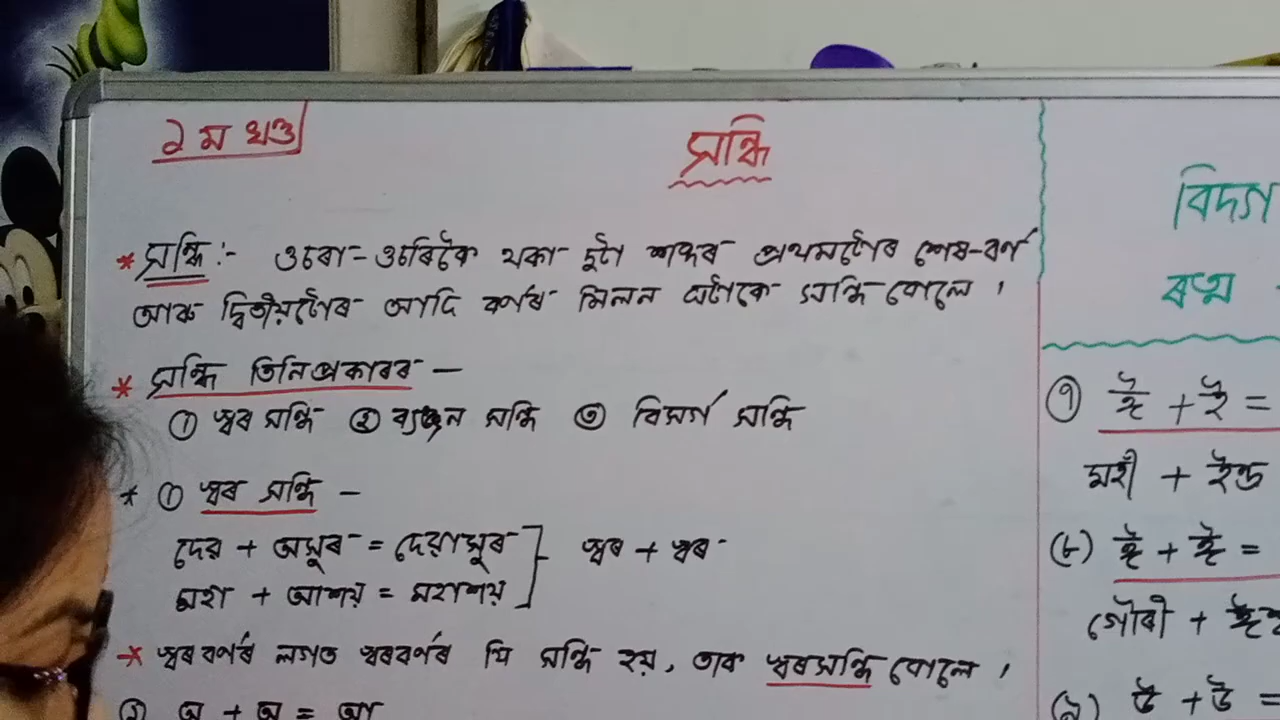 ১ম খণ্ড
সন্ধি
* সন্ধি :- ওচৰা-ওচৰিকৈ থকা দুটা শব্দৰ প্ৰথমটোৰ শেষ-বৰ্ণ
আৰু দ্বিতীয়টোৰ আদি বৰ্ণৰ মিলন ঘটাকে সন্ধি বোলে ।
* সন্ধি তিনিপ্ৰকাৰৰ —
① স্বৰ সন্ধি ② ব্যঞ্জন সন্ধি ③ বিসৰ্গ সন্ধি
* ① স্বৰ সন্ধি –
দেৱ + অসুৰ = দেৱাসুৰ
মহা + আশয় = মহাশয়
স্বৰ + স্বৰ
* স্বৰবৰ্ণৰ লগত স্বৰবৰ্ণৰ যি সন্ধি হয়, তাক স্বৰসন্ধি বোলে ।
অ + অ = আ
৭ ঈ + ই =
মহী + ইন্দ্ৰ
(৮) ঈ + ঈ =
গৌৰী +
(৯) উ + উ =